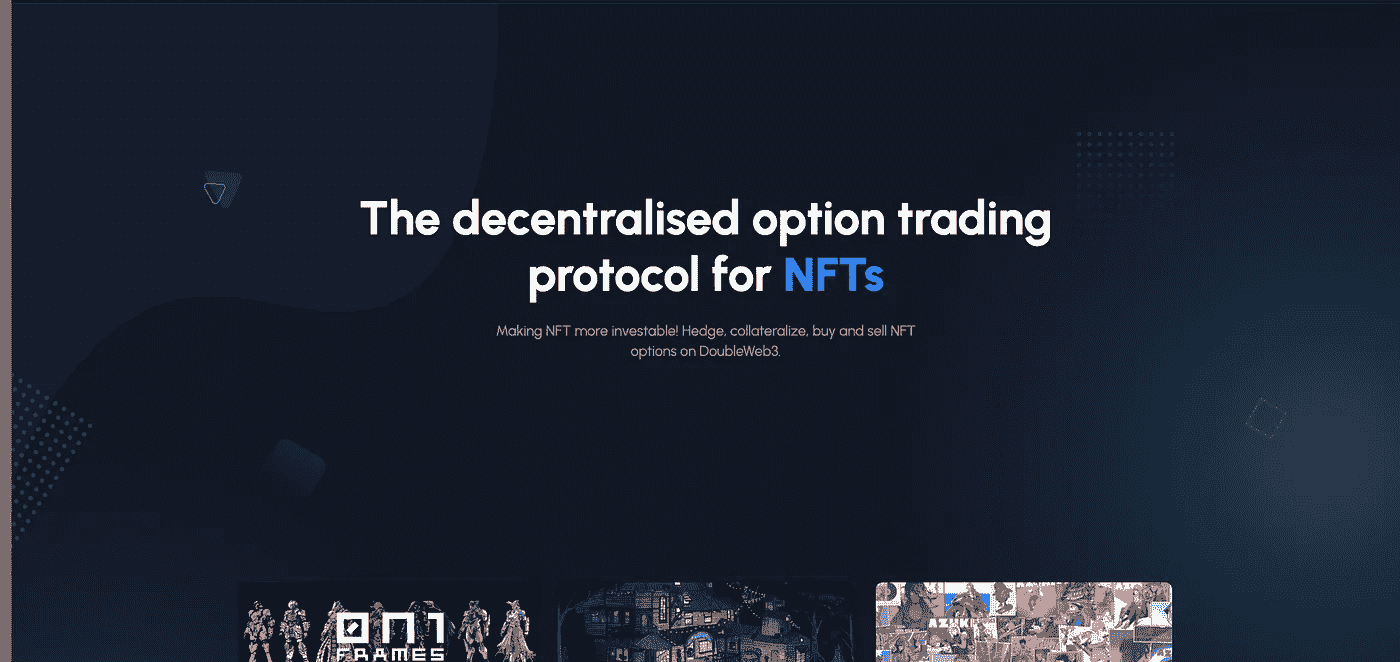 The decentralised option trading
protocol for NFTs
Making NFT more investable! Hedge, collateralize, buy and sell NFT
options on DoubleWeb3.
0N1
FRAMES
AZUKI